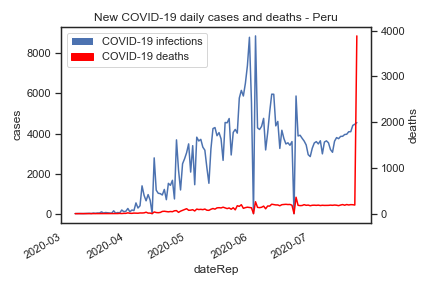 New COVID-19 daily cases and deaths - Peru
COVID-19 infections
COVID-19 deaths
cases
8000
6000
4000
2000
0
deaths
4000
3000
2000
1000
0
2020-03
2020-04
2020-05
2020-06
2020-07
dateRep